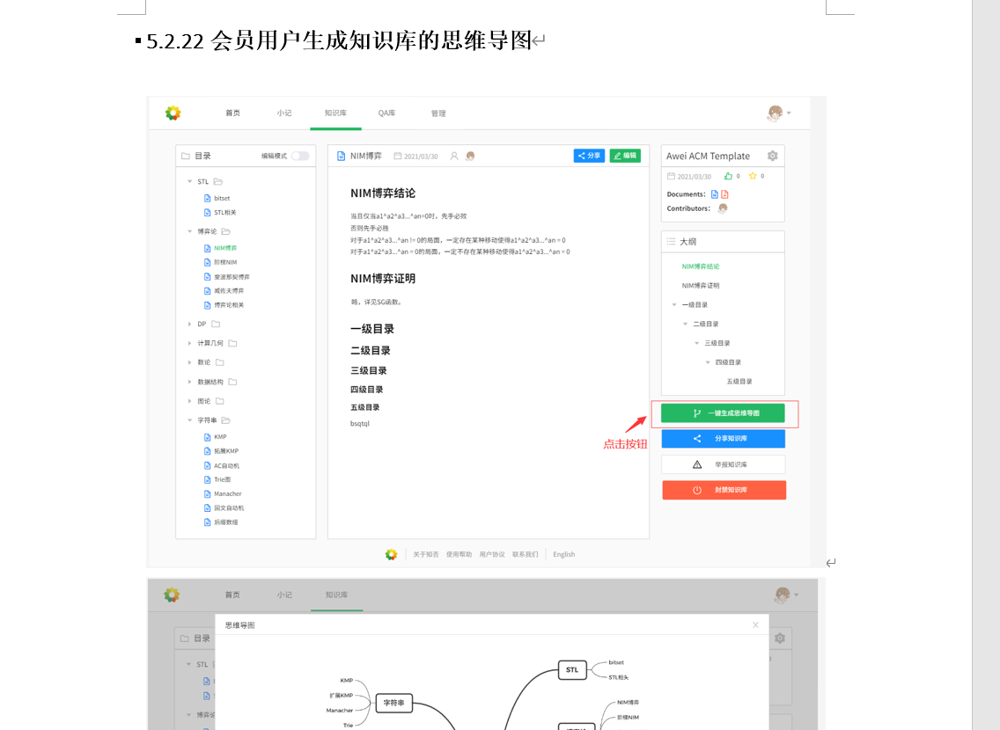 5.2.22 会员用户生成知识库的思维导图
首页 小记 知识库 QA库 管理
目录 编辑模式
STL
bitset
STL相关
博弈论
NIM博弈
阶梯NIM
斐波那契博弈
威佐夫博弈
博弈论相关
DP
计算几何
数论
数据结构
图论
字符串
KMP
拓展KMP
AC自动机
Trie图
Manacher
回文自动机
后缀数组
NIM博弈 2021/03/30 分享 编辑
NIM博弈结论
当且仅当a1^a2^a3...^an=0时，先手必败
否则先手必胜
对于a1^a2^a3...^an != 0的局面，一定存在某种移动使得a1^a2^a3...^an = 0
对于a1^a2^a3...^an = 0的局面，一定不存在某种移动使得a1^a2^a3...^an = 0
NIM博弈证明
略，详见SG函数。
一级目录
二级目录
三级目录
四级目录
五级目录
bsqtql
Awei ACM Template
2021/03/30 0 0
Documents:
Contributors:
大纲
NIM博弈结论
NIM博弈证明
一级目录
二级目录
三级目录
四级目录
五级目录
一键生成思维导图
点击按钮
分享知识库
举报知识库
封禁知识库
关于知否 使用帮助 用户协议 联系我们 English
首页 小记 知识库
目录
STL
博弈论
思维导图 X
STL
bitset
STL相关
字符串
KMP
扩展KMP
Manacher
Trie
NIM博弈
阶梯NIM